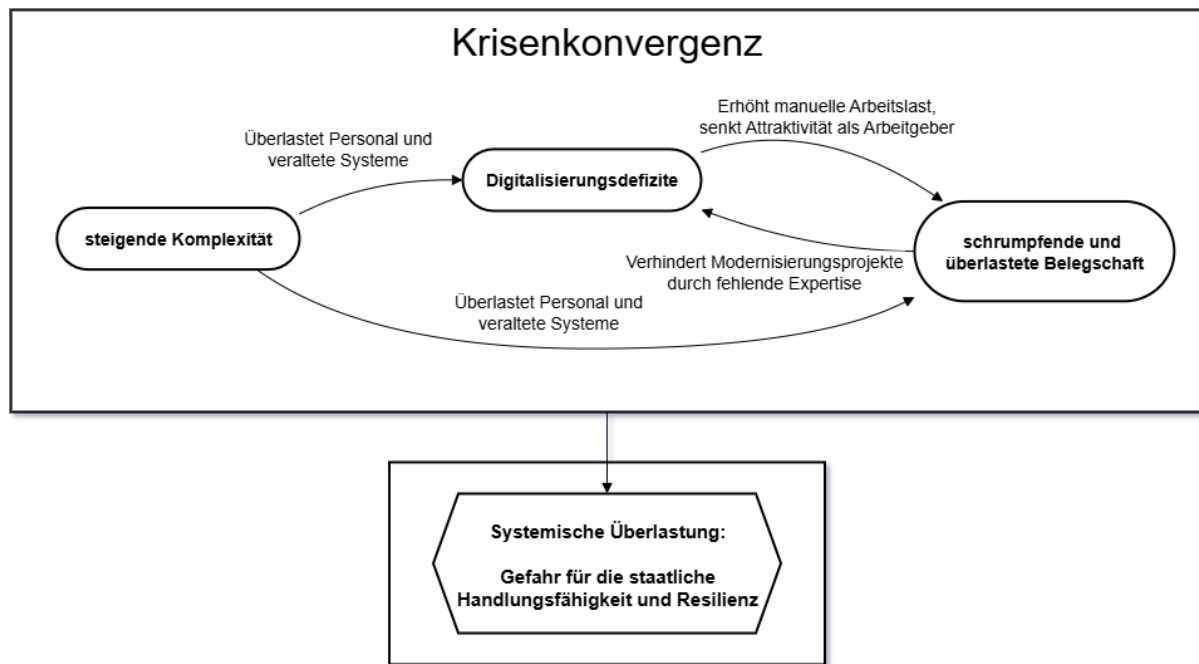 Krisenkonvergenz
Erhöht manuelle Arbeitslast,
senkt Attraktivität als Arbeitgeber
Überlastet Personal und
veraltete Systeme
Digitalisierungsdefizite
steigende Komplexität
schrumpfende und
überlastete Belegschaft
Verhindert Modernisierungsprojekte
durch fehlende Expertise
Überlastet Personal und
veraltete Systeme
Systemische Überlastung:
Gefahr für die staatliche
Handlungsfähigkeit und Resilienz